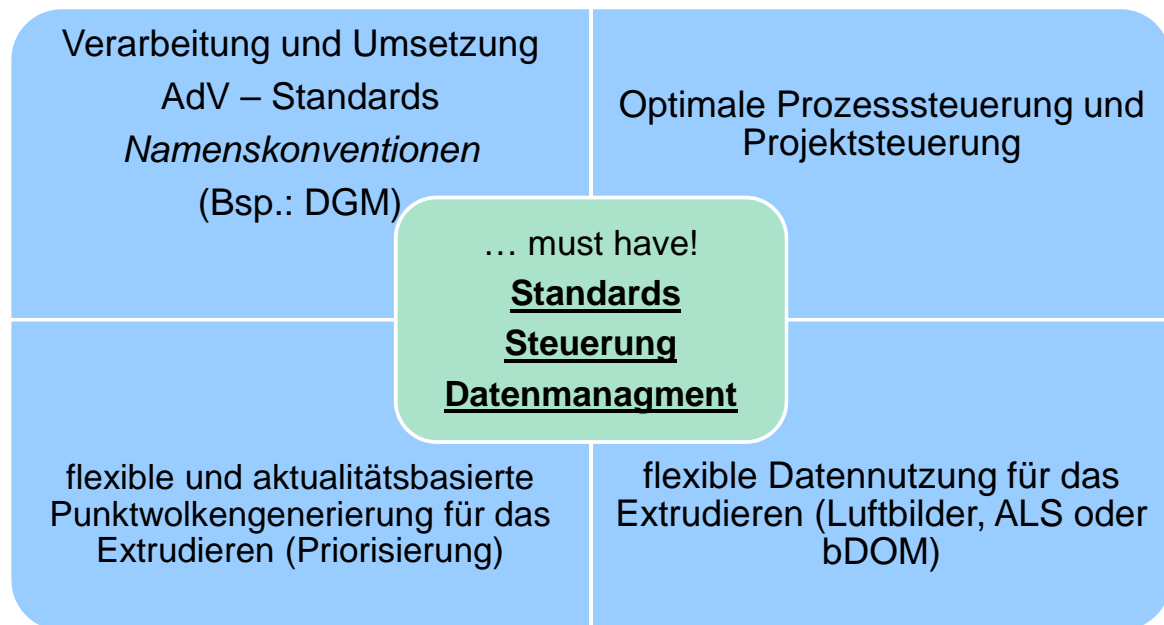 Verarbeitung und Umsetzung
AdV – Standards
Namenskonventionen
(Bsp.: DGM)
Optimale Prozesssteuerung und
Projektsteuerung
… must have!
Standards
Steuerung
Datenmanagment
flexible und aktualitätsbasierte
Punktwolkengenerierung für das
Extrudieren (Priorisierung)
flexible Datennutzung für das
Extrudieren (Luftbilder, ALS oder
bDOM)